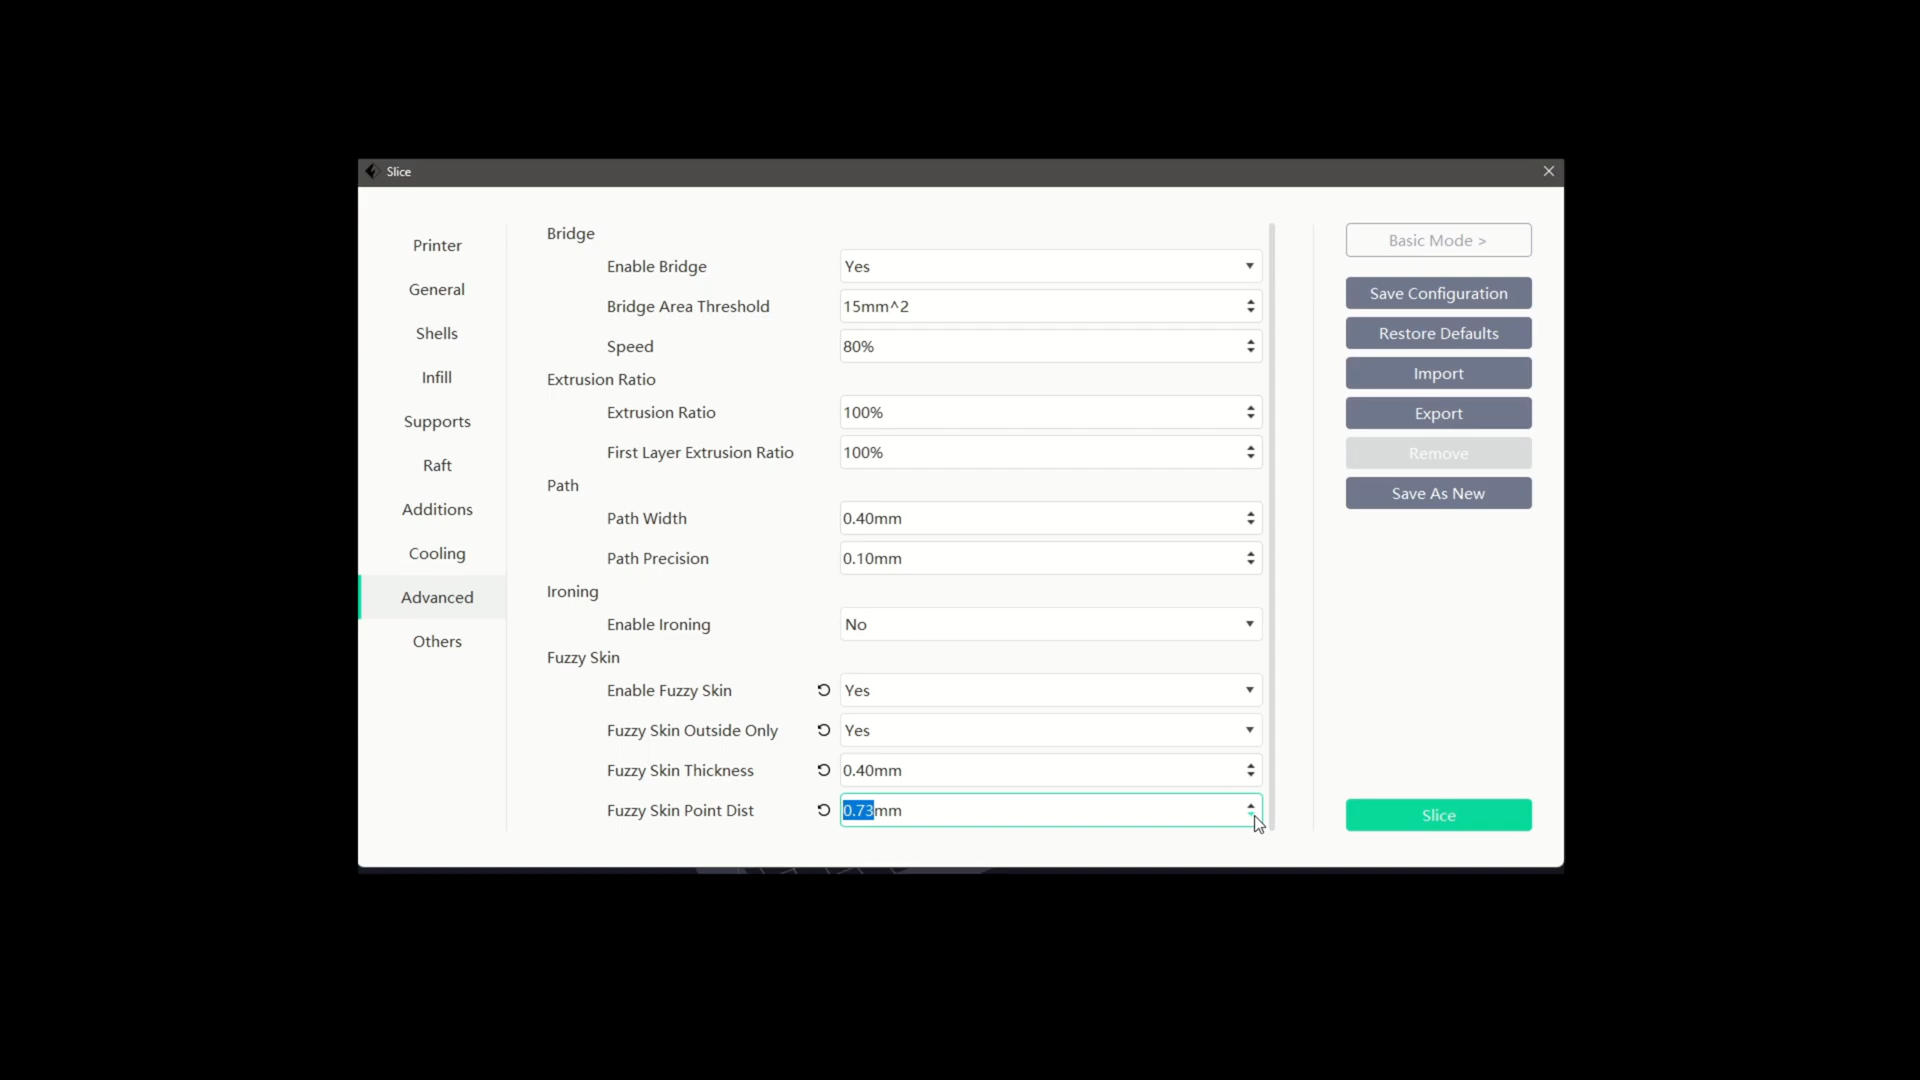 Slice
Printer
General
Shells
Infill
Supports
Raft
Additions
Cooling
Advanced
Others
Bridge
Enable Bridge Yes
Bridge Area Threshold 15mm^2
Speed 80%
Extrusion Ratio
Extrusion Ratio 100%
First Layer Extrusion Ratio 100%
Path
Path Width 0.40mm
Path Precision 0.10mm
Ironing
Enable Ironing No
Fuzzy Skin
Enable Fuzzy Skin Yes
Fuzzy Skin Outside Only Yes
Fuzzy Skin Thickness 0.40mm
Fuzzy Skin Point Dist 0.73mm
Basic Mode >
Save Configuration
Restore Defaults
Import
Export
Remove
Save As New
Slice